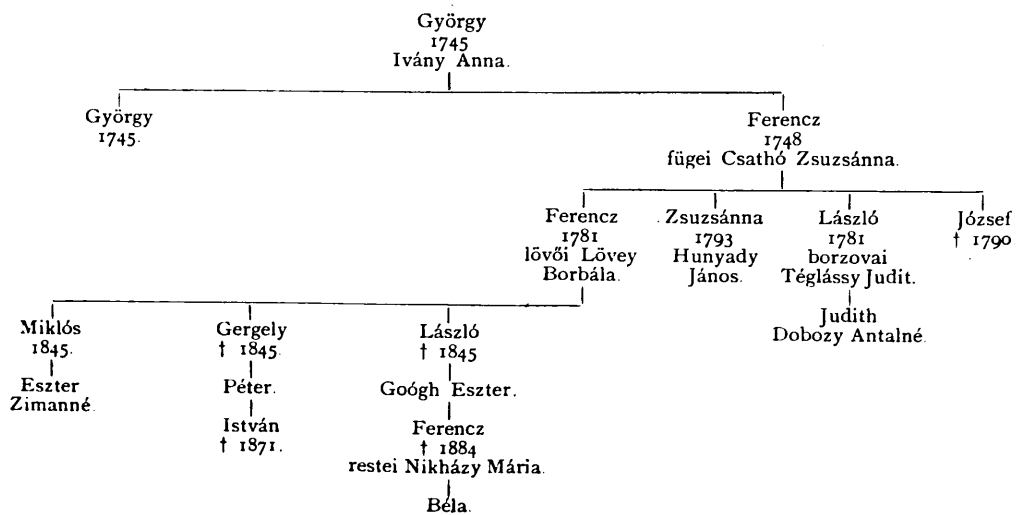 György
1745
Ivány Anna.
György
1745.
Ferencz
1748
fügei Csathó Zsuzsánna.
Ferencz
1781
lövői Lövey
Borbála.
Zsuzsánna
1793
Hunyady
János.
László
1781
borzovai
Téglássy Judit.
József
† 1790
Judith
Dobozy Antalné.
Miklós
1845.
Eszter
Zimanné.
Gergely
† 1845.
Péter.
István
† 1871.
László
† 1845
Goógh Eszter.
Ferencz
† 1884
restei Nikházy Mária.
Béla.